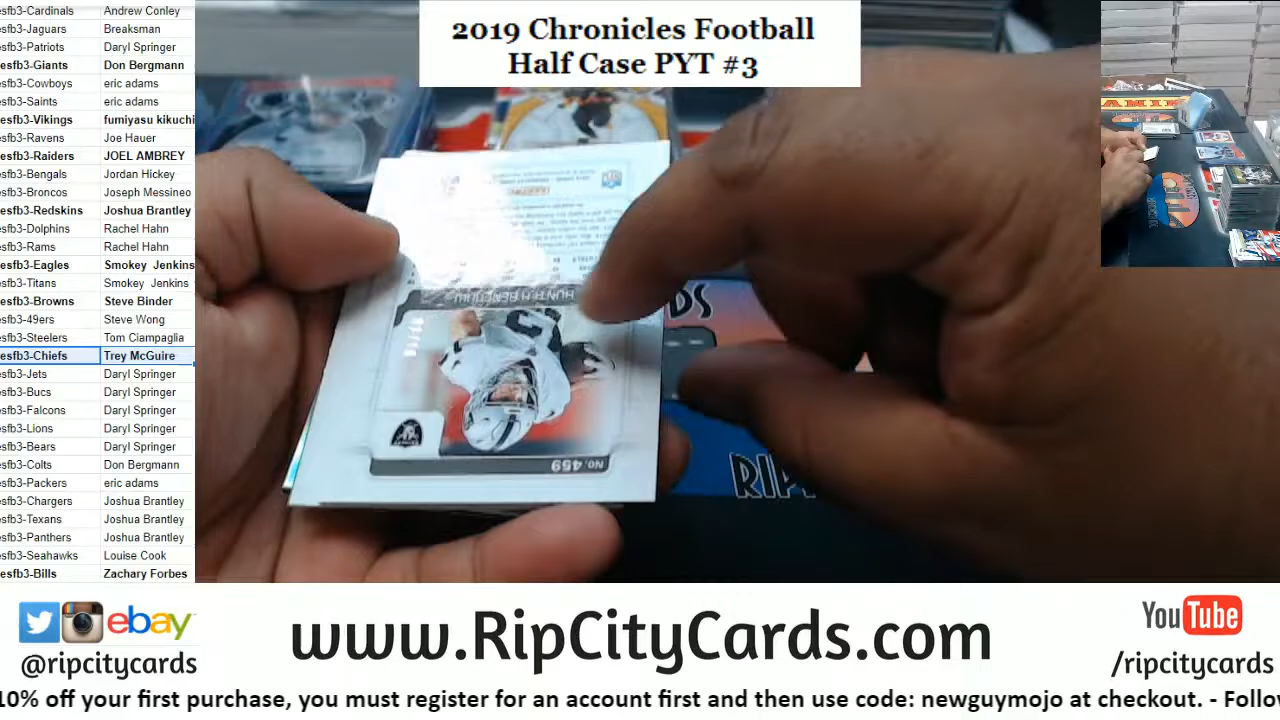 2019 Chronicles Football
Half Case PYT #3
esfb3-Cardinals Andrew Conley
esfb3-Jaguars Breaksman
esfb3-Patriots Daryl Springer
esfb3-Giants Don Bergmann
esfb3-Cowboys eric adams
esfb3-Saints eric adams
esfb3-Vikings fumiyasu kikuchi
esfb3-Ravens Joe Hauer
esfb3-Raiders JOEL AMBREY
esfb3-Bengals Jordan Hickey
esfb3-Broncos Joseph Messineo
esfb3-Redskins Joshua Brantley
esfb3-Dolphins Rachel Hahn
esfb3-Rams Rachel Hahn
esfb3-Eagles Smokey Jenkins
esfb3-Titans Smokey Jenkins
esfb3-Browns Steve Binder
esfb3-49ers Steve Wong
esfb3-Steelers Tom Ciampaglia
esfb3-Chiefs Trey McGuire
esfb3-Jets Daryl Springer
esfb3-Bucs Daryl Springer
esfb3-Falcons Daryl Springer
esfb3-Lions Daryl Springer
esfb3-Bears Daryl Springer
esfb3-Colts Don Bergmann
esfb3-Packers eric adams
esfb3-Chargers Joshua Brantley
esfb3-Texans Joshua Brantley
esfb3-Panthers Joshua Brantley
esfb3-Seahawks Louise Cook
esfb3-Bills Zachary Forbes
PANINI
HUNTER RENFROW
NO. 459
RDS
RIP
ebay
@ripcitycards
www.RipCityCards.com
YouTube
/ripcitycards
10% off your first purchase, you must register for an account first and then use code: newguymojo at checkout. - Follo